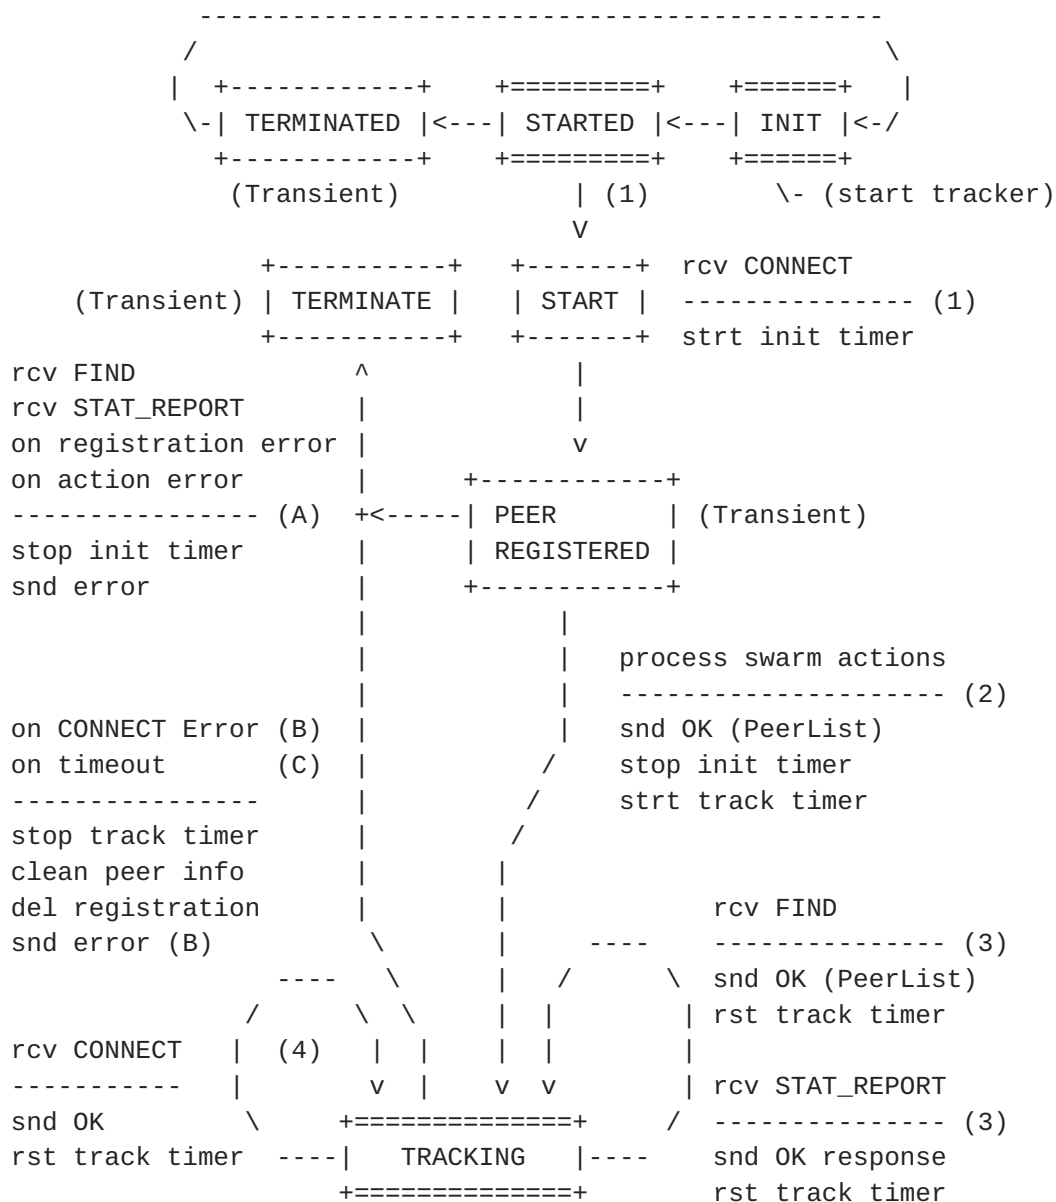 --------------------------------------------
           /                                            \
          |  +------------+    +=========+    +======+   |
           \-| TERMINATED |<---| STARTED |<---| INIT |<-/
             +------------+    +=========+    +======+
              (Transient)           | (1)        \- (start tracker)
                                    V
                +-----------+   +-------+  rcv CONNECT
    (Transient) | TERMINATE |   | START |  --------------- (1)
                +-----------+   +-------+  strt init timer
rcv FIND              ^             |
rcv STAT_REPORT       |             |
on registration error |             v
on action error       |      +------------+
---------------- (A)  +<-----| PEER       | (Transient)
stop init timer       |      | REGISTERED |
snd error             |      +------------+
                      |            |
                      |            |   process swarm actions
                      |            |   --------------------- (2)
on CONNECT Error (B)  |            |   snd OK (PeerList)
on timeout       (C)  |           /    stop init timer
----------------      |          /     strt track timer
stop track timer      |         /
clean peer info       |        |
del registration      |        |             rcv FIND
snd error (B)          \       |     ----    --------------- (3)
                 ----   \      |   /      \  snd OK (PeerList)
               /      \  \     |  |        | rst track timer
rcv CONNECT   |  (4)   |  |    |  |        |
-----------   |        v  |    v  v        | rcv STAT_REPORT
snd OK         \     +==============+     /  --------------- (3)
rst track timer  ----|   TRACKING   |----    snd OK response
                     +==============+        rst track timer